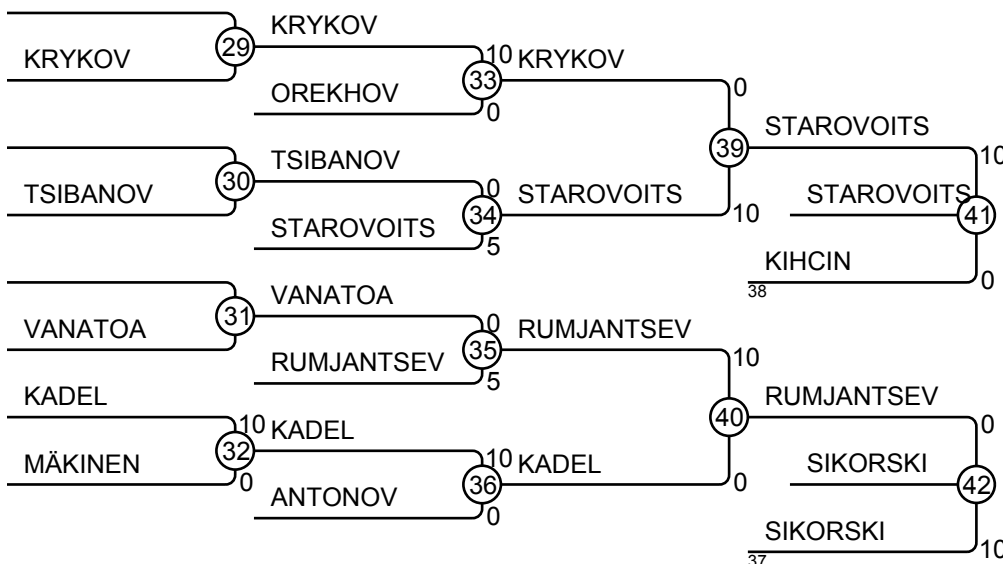 KRYKOV
29
KRYKOV
10
33
KRYKOV
OREKHOV
0
0
39
STAROVOITS
10
TSIBANOV
30
TSIBANOV
0
34
STAROVOITS
STAROVOITS
5
10
STAROVOITS
41
KIHCIN
38
0
VANATOA
31
VANATOA
0
35
RUMJANTSEV
RUMJANTSEV
5
10
40
RUMJANTSEV
0
KADEL
10
32
KADEL
MÄKINEN
0
10
36
KADEL
ANTONOV
0
0
SIKORSKI
42
SIKORSKI
37
10